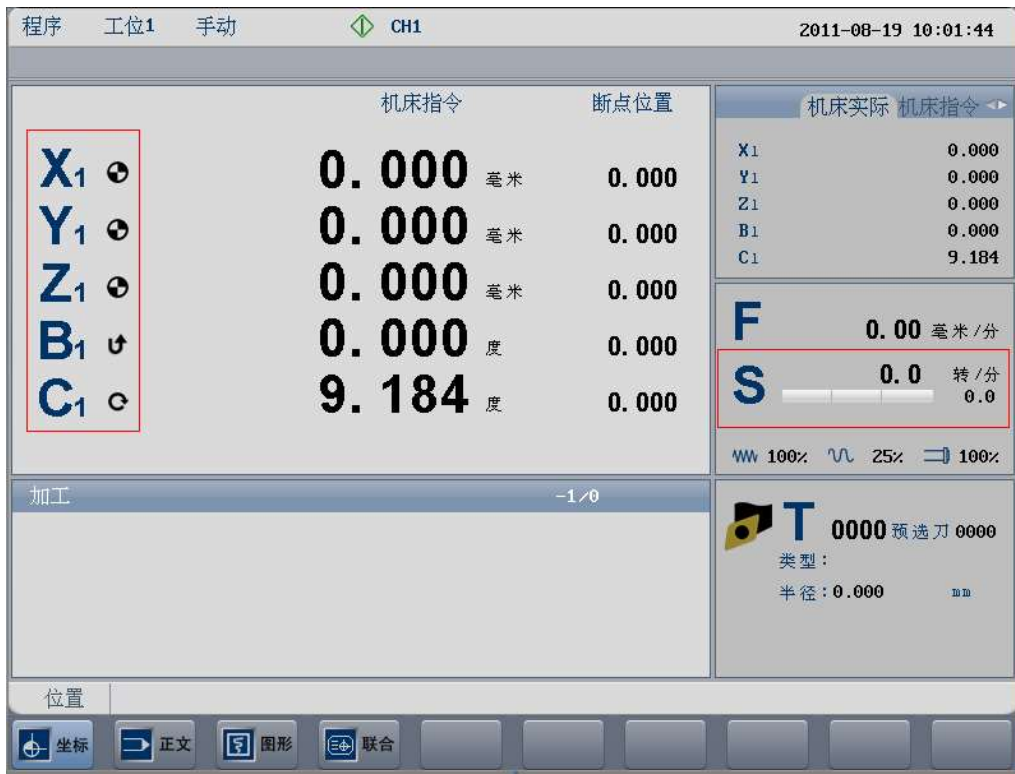 程序 工位1 手动 CH1 2011-08-19 10:01:44
机床指令 断点位置
X1 0.000 毫米 0.000
Y1 0.000 毫米 0.000
Z1 0.000 毫米 0.000
B1 0.000 度 0.000
C1 9.184 度 0.000
机床实际 机床指令
X1 0.000
Y1 0.000
Z1 0.000
B1 0.000
C1 9.184
F 0.00 毫米/分
S 0.0 转/分
0.0
100% 25% 100%
加工 -1/0
T 0000 预选刀 0000
类型:
半径:0.000 mm
位置
坐标 正文 图形 联合